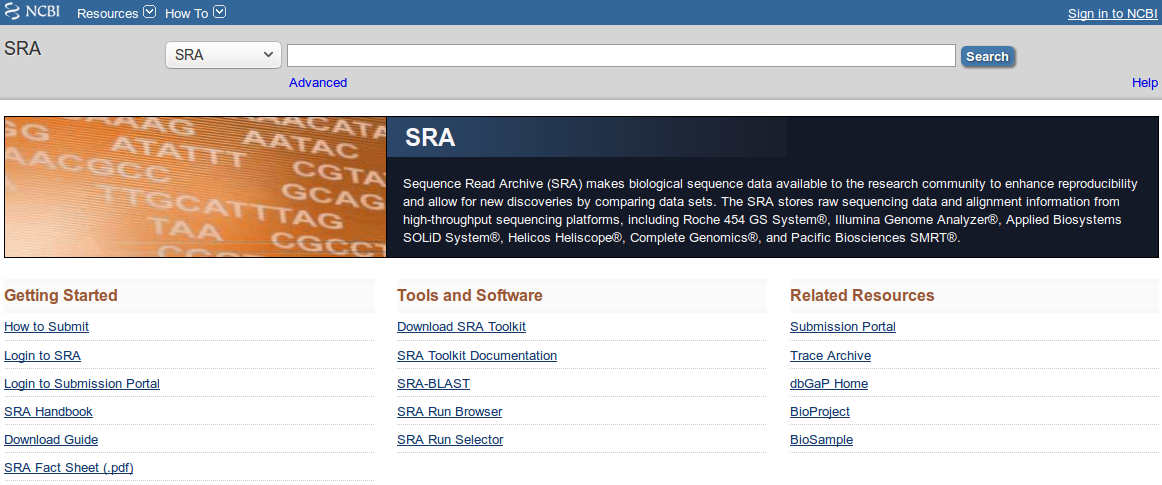 NCBI Resources How To Sign in to NCBI
SRA SRA Search
Advanced Help
AAAG AACATA
GG ATATTT AATAC
AACGCC CGTA
TTGCATTTAG GCAG
TAA CGCCT
SRA
Sequence Read Archive (SRA) makes biological sequence data available to the research community to enhance reproducibility
and allow for new discoveries by comparing data sets. The SRA stores raw sequencing data and alignment information from
high-throughput sequencing platforms, including Roche 454 GS System®, Illumina Genome Analyzer®, Applied Biosystems
SOLiD System®, Helicos Heliscope®, Complete Genomics®, and Pacific Biosciences SMRT®.
Getting Started
How to Submit
Login to SRA
Login to Submission Portal
SRA Handbook
Download Guide
SRA Fact Sheet (.pdf)
Tools and Software
Download SRA Toolkit
SRA Toolkit Documentation
SRA-BLAST
SRA Run Browser
SRA Run Selector
Related Resources
Submission Portal
Trace Archive
dbGaP Home
BioProject
BioSample